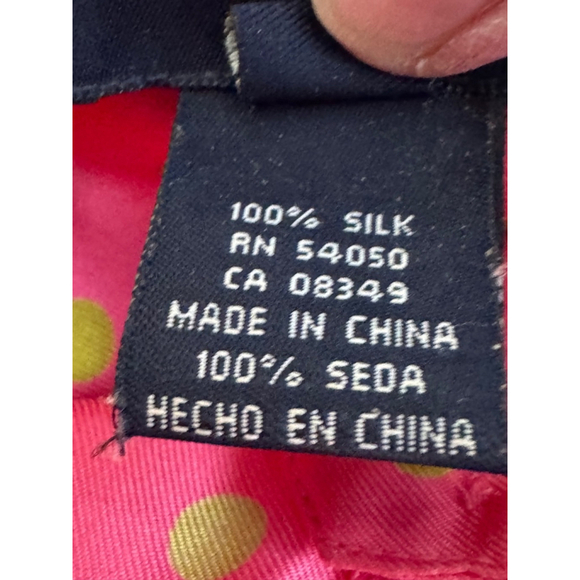 100% SILK
RN 54050
CA 08349
MADE IN CHINA
100% SEDA
HECHO EN CHINA